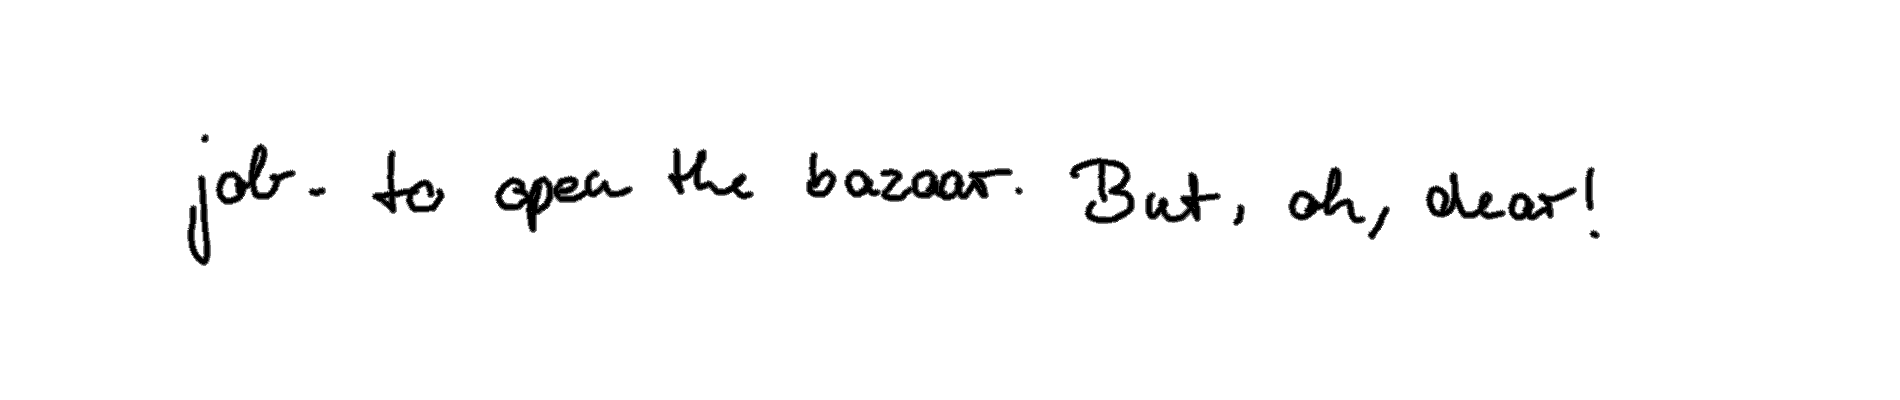 job - to open the bazaar. But, oh, dear!